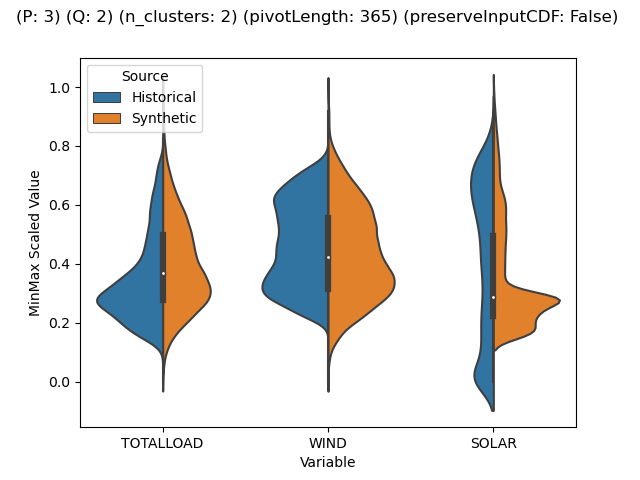 (P: 3) (Q: 2) (n_clusters: 2) (pivotLength: 365) (preserveInputCDF: False)
Source
Historical
Synthetic
MinMax Scaled Value
1.0
0.8
0.6
0.4
0.2
0.0
TOTALLOAD WIND SOLAR
Variable